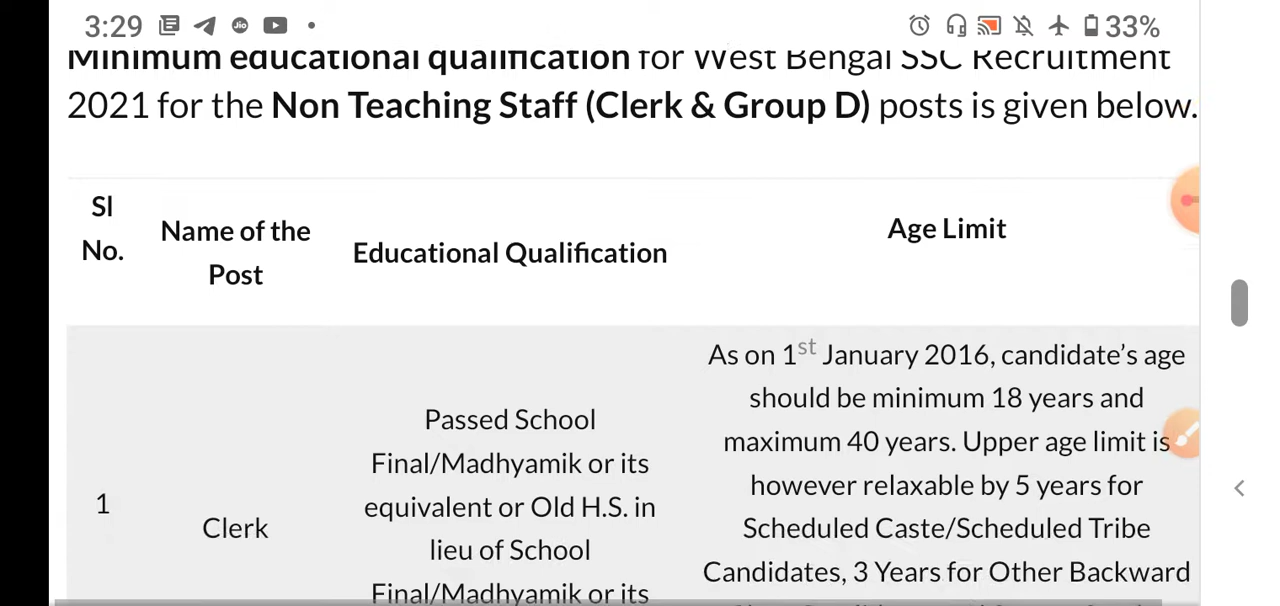 3:29
Jio
33%
Minimum educational qualification for West Bengal SSC Recruitment
2021 for the Non Teaching Staff (Clerk & Group D) posts is given below.
Sl
No.
Name of the
Post
Educational Qualification
Age Limit
1
Clerk
Passed School
Final/Madhyamik or its
equivalent or Old H.S. in
lieu of School
Final/Madhyamik or its
As on 1st January 2016, candidate’s age
should be minimum 18 years and
maximum 40 years. Upper age limit is
however relaxable by 5 years for
Scheduled Caste/Scheduled Tribe
Candidates, 3 Years for Other Backward